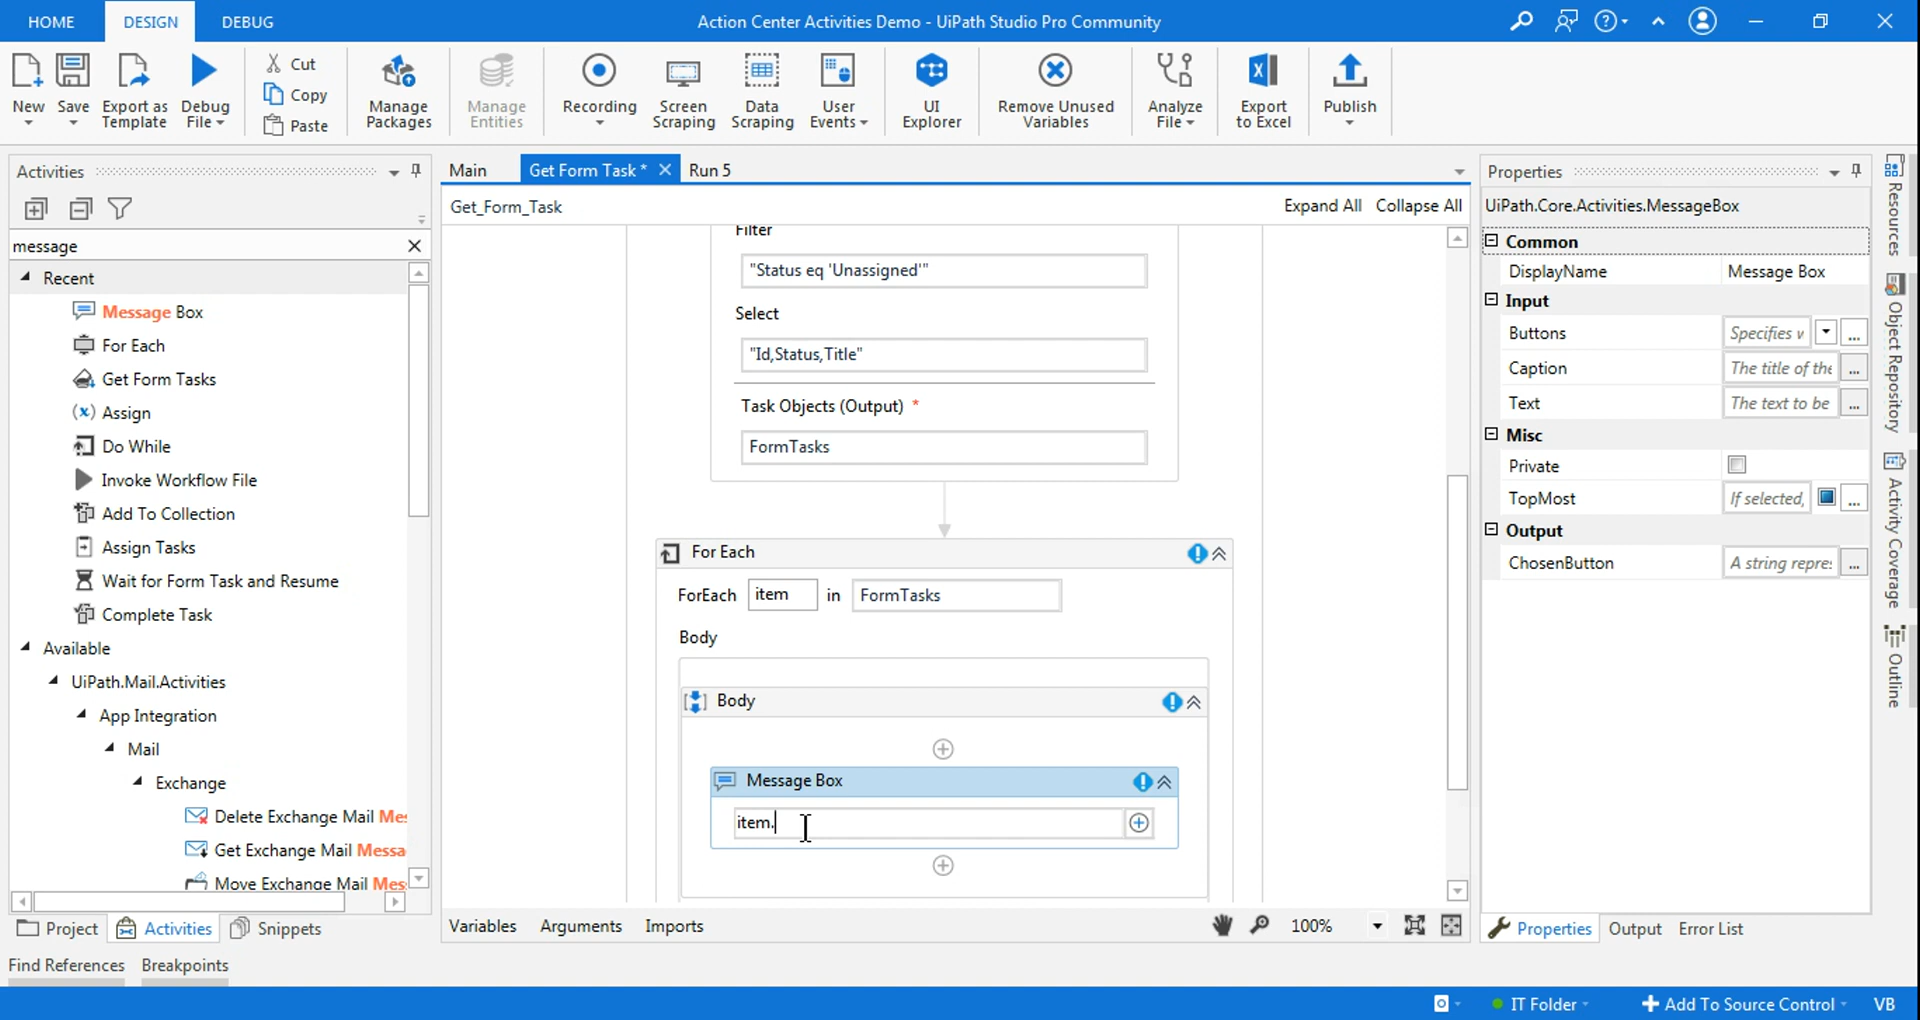 HOME
DESIGN
DEBUG
Action Center Activities Demo - UiPath Studio Pro Community
New
Save
Export as Template
Debug File
Cut
Copy
Paste
Manage Packages
Manage Entities
Recording
Screen Scraping
Data Scraping
User Events
UI Explorer
Remove Unused Variables
Analyze File
Export to Excel
Publish
Activities
message
Recent
Message Box
For Each
Get Form Tasks
(x) Assign
Do While
Invoke Workflow File
Add To Collection
Assign Tasks
Wait for Form Task and Resume
Complete Task
Available
UiPath.Mail.Activities
App Integration
Mail
Exchange
Delete Exchange Mail Mes
Get Exchange Mail Messa
Move Exchange Mail Mes
Project
Activities
Snippets
Main
Get Form Task *
Run 5
Get_Form_Task
Expand All
Collapse All
Filter
"Status eq 'Unassigned'"
Select
"Id,Status,Title"
Task Objects (Output) *
FormTasks
For Each
ForEach item in FormTasks
Body
Body
Message Box
item.
Variables
Arguments
Imports
100%
Properties
UiPath.Core.Activities.MessageBox
Common
DisplayName Message Box
Input
Buttons Specifies v ...
Caption The title of the ...
Text The text to be ...
Misc
Private
TopMost If selected, ...
Output
ChosenButton A string repres ...
Properties
Output
Error List
Resources
Object Repository
Activity Coverage
Outline
Find References
Breakpoints
IT Folder
Add To Source Control
VB